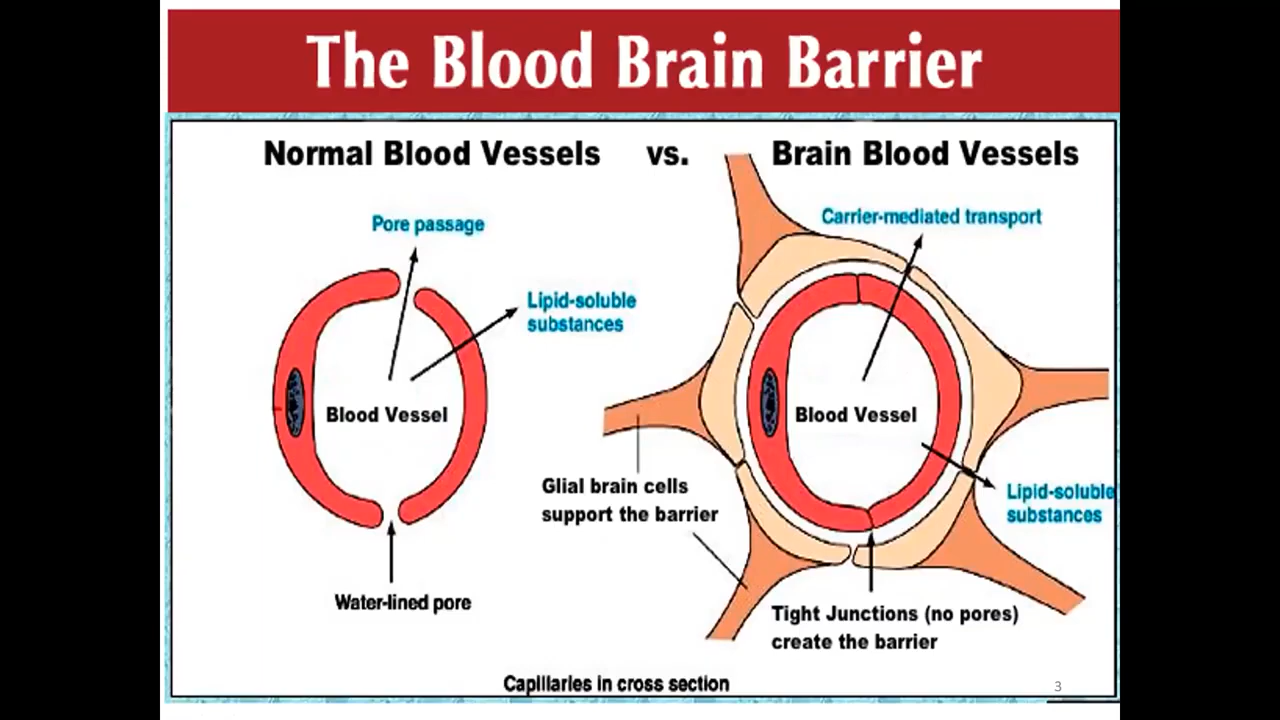 The Blood Brain Barrier
Normal Blood Vessels vs. Brain Blood Vessels
Pore passage
Carrier-mediated transport
Lipid-soluble
substances
Blood Vessel
Blood Vessel
Glial brain cells
support the barrier
Lipid-soluble
substances
Water-lined pore
Tight Junctions (no pores)
create the barrier
Capillaries in cross section
3